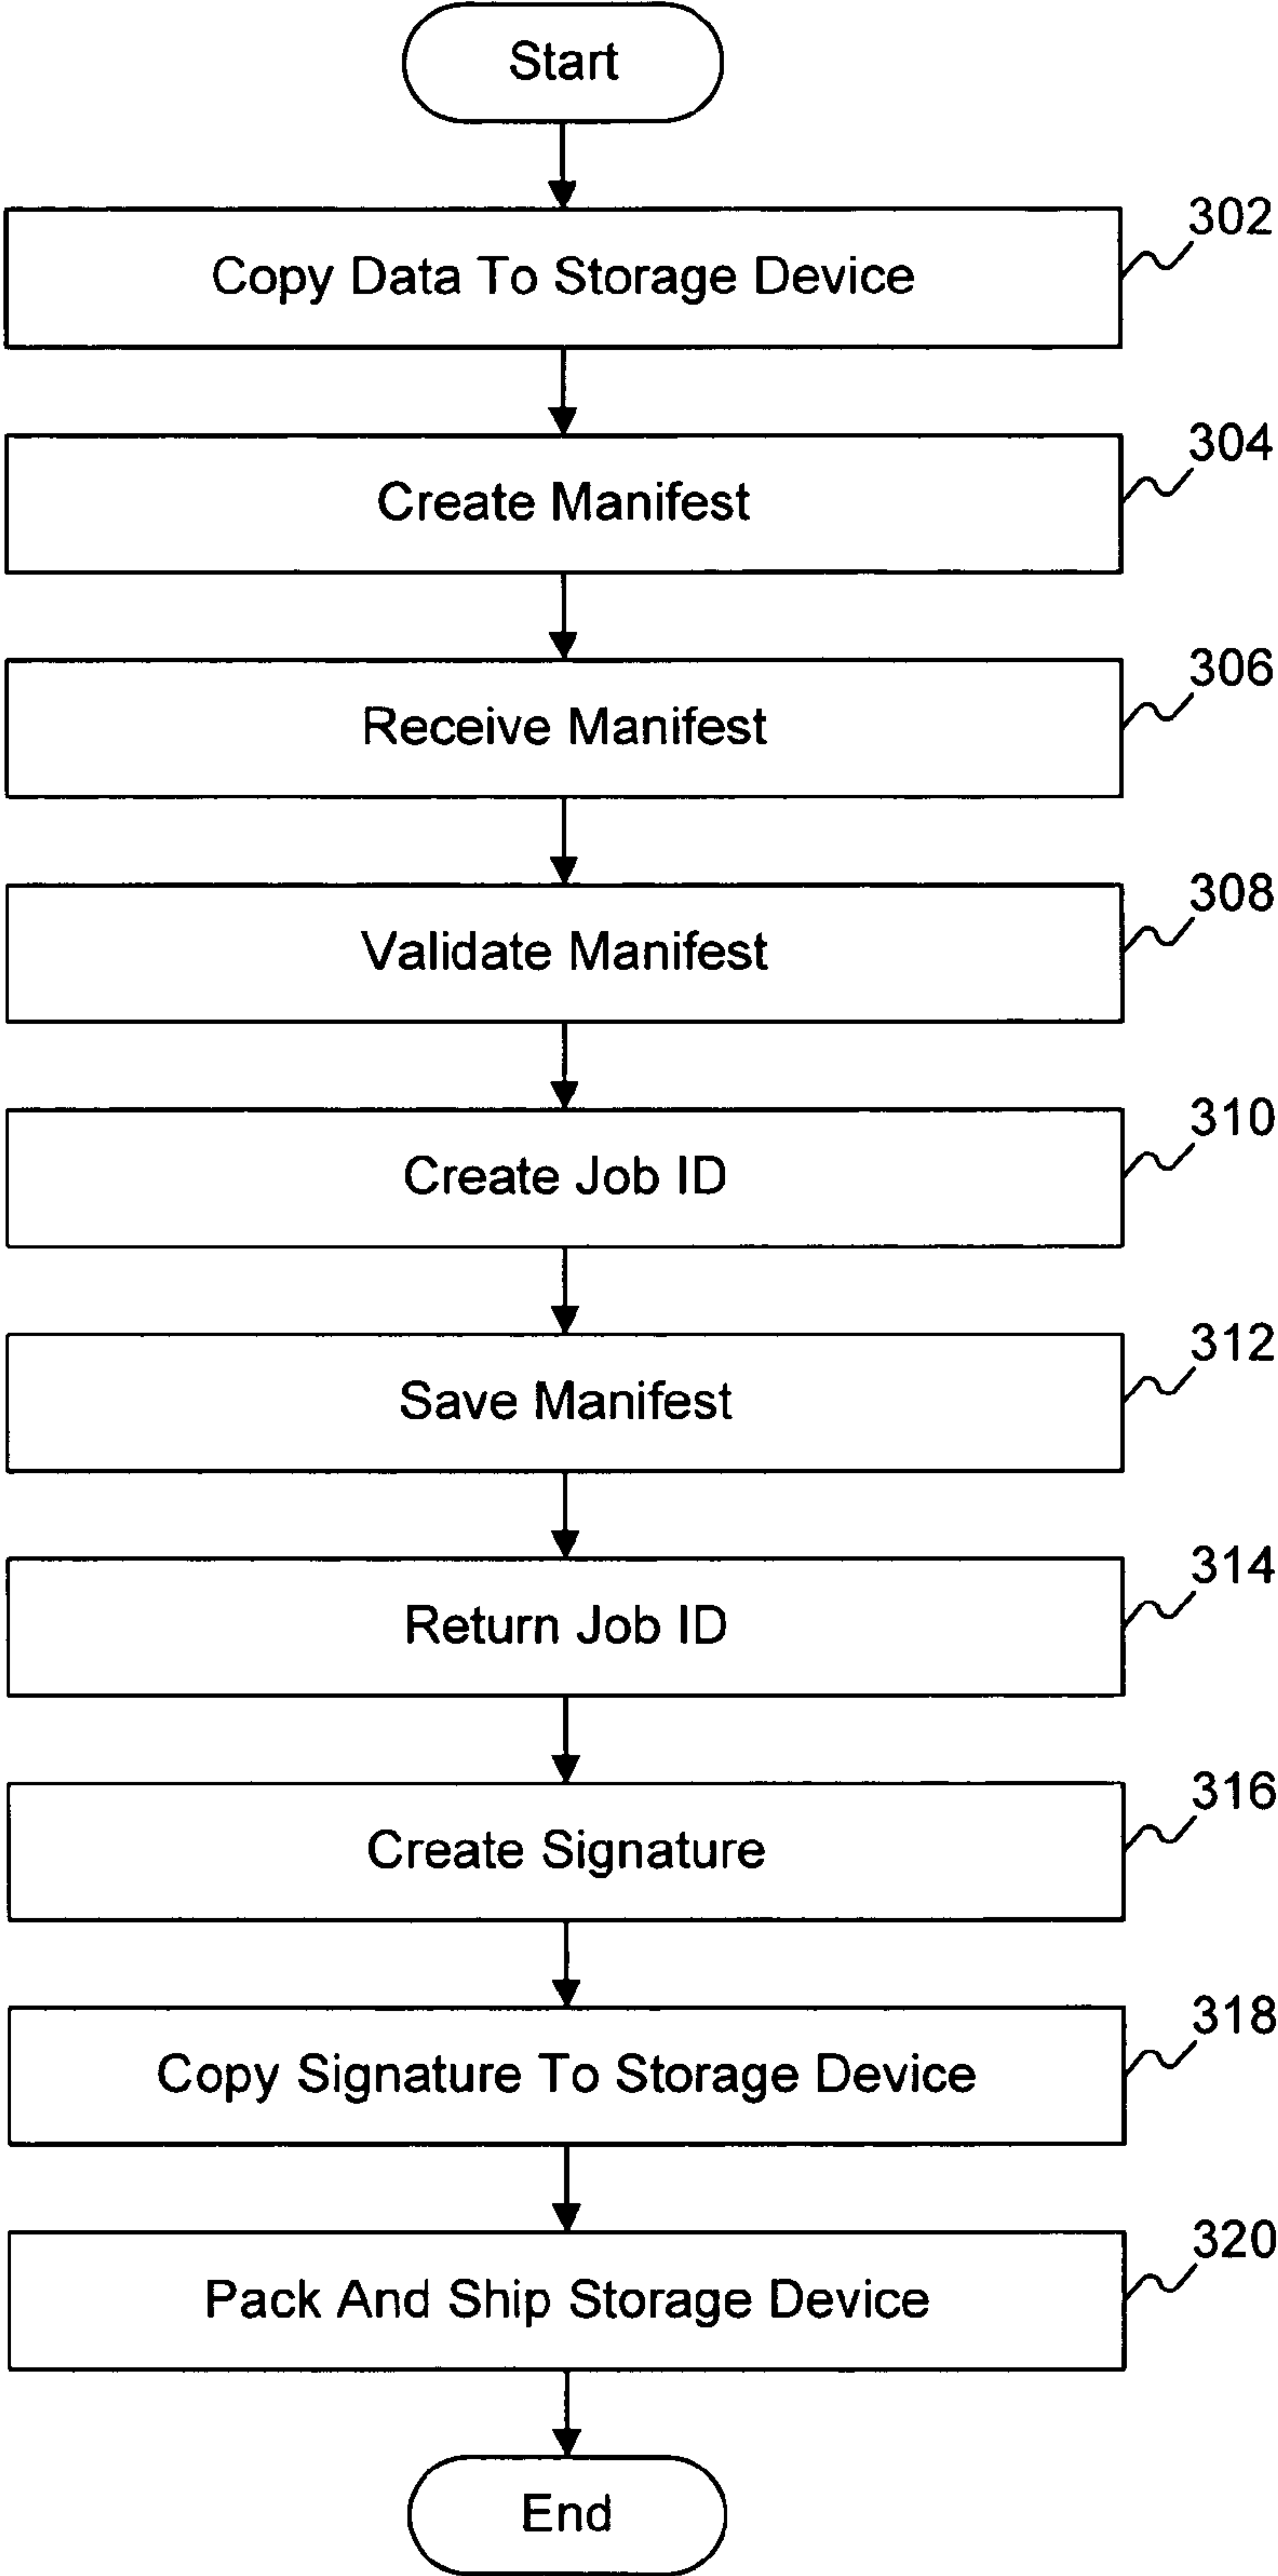 Start
Copy Data To Storage Device
302
Create Manifest
304
Receive Manifest
306
Validate Manifest
308
Create Job ID
310
Save Manifest
312
Return Job ID
314
Create Signature
316
Copy Signature To Storage Device
318
Pack And Ship Storage Device
320
End